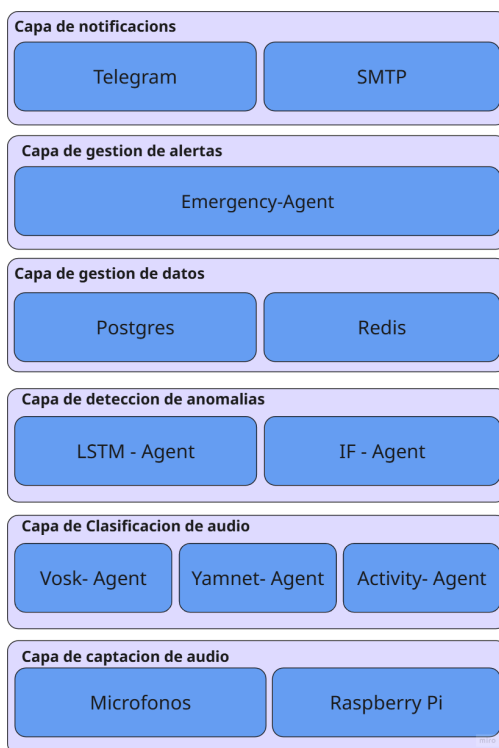 Capa de notificacions
Telegram
SMTP
Capa de gestion de alertas
Emergency-Agent
Capa de gestion de datos
Postgres
Redis
Capa de deteccion de anomalias
LSTM - Agent
IF - Agent
Capa de Clasificacion de audio
Vosk- Agent
Yamnet- Agent
Activity- Agent
Capa de captacion de audio
Microfonos
Raspberry Pi
miro